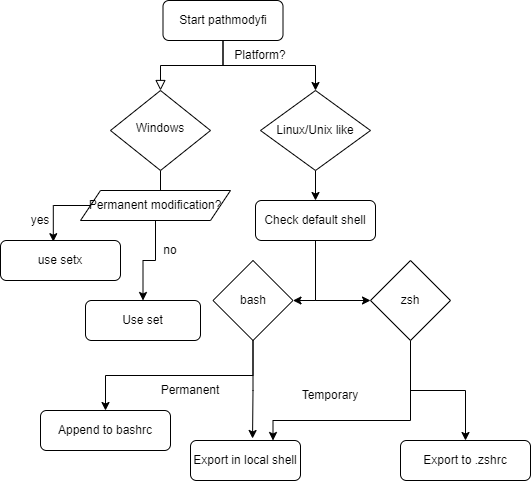 Start pathmodyfi
Platform?
Windows
Linux/Unix like
Permanent modification?
yes
Check default shell
no
use setx
bash
zsh
Use set
Permanent
Temporary
Append to bashrc
Export in local shell
Export to .zshrc